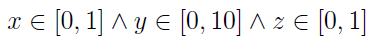 x ∈ [0, 1] ∧ y ∈ [0, 10] ∧ z ∈ [0, 1]